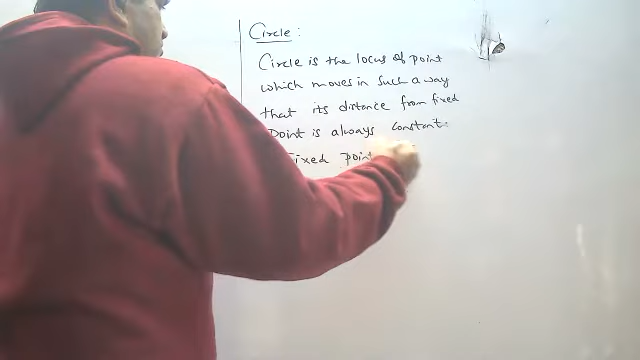 Circle :
Circle is the locus of point
which moves in such a way
that its distance from fixed
point is always constant.
fixed point